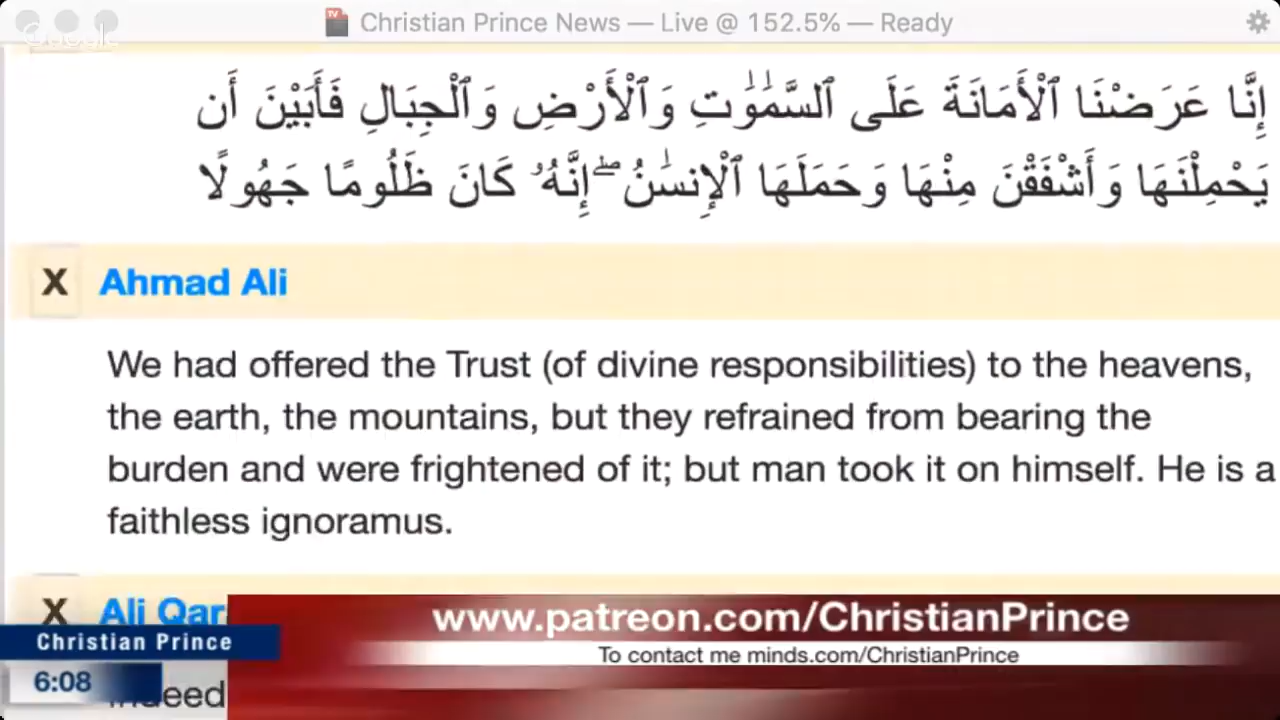 Christian Prince News — Live @ 152.5% — Ready
Google
إِنَّا عَرَضْنَا ٱلْأَمَانَةَ عَلَى ٱلسَّمَٰوَٰتِ وَٱلْأَرْضِ وَٱلْجِبَالِ فَأَبَيْنَ أَن
يَحْمِلْنَهَا وَأَشْفَقْنَ مِنْهَا وَحَمَلَهَا ٱلْإِنسَٰنُ ۖ إِنَّهُۥ كَانَ ظَلُومًا جَهُولًا
X Ahmad Ali
We had offered the Trust (of divine responsibilities) to the heavens,
the earth, the mountains, but they refrained from bearing the
burden and were frightened of it; but man took it on himself. He is a
faithless ignoramus.
X Ali Qar
www.patreon.com/ChristianPrince
Christian Prince
To contact me minds.com/ChristianPrince
6:08